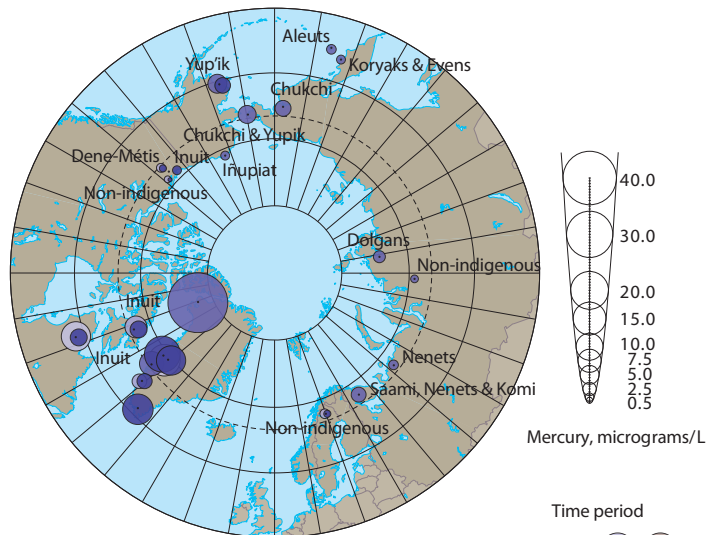 Aleuts
Koryaks & Evens
Yup'ik
Chukchi
Chukchi & Yupik
Dene-Métis
Inuit
Iñupiat
Non-indigenous
Dolgans
Non-indigenous
Inuit
Inuit
Nenets
Saami, Nenets & Komi
Non-indigenous
40.0
30.0
20.0
15.0
10.0
7.5
5.0
2.5
0.5
Mercury, micrograms/L
Time period